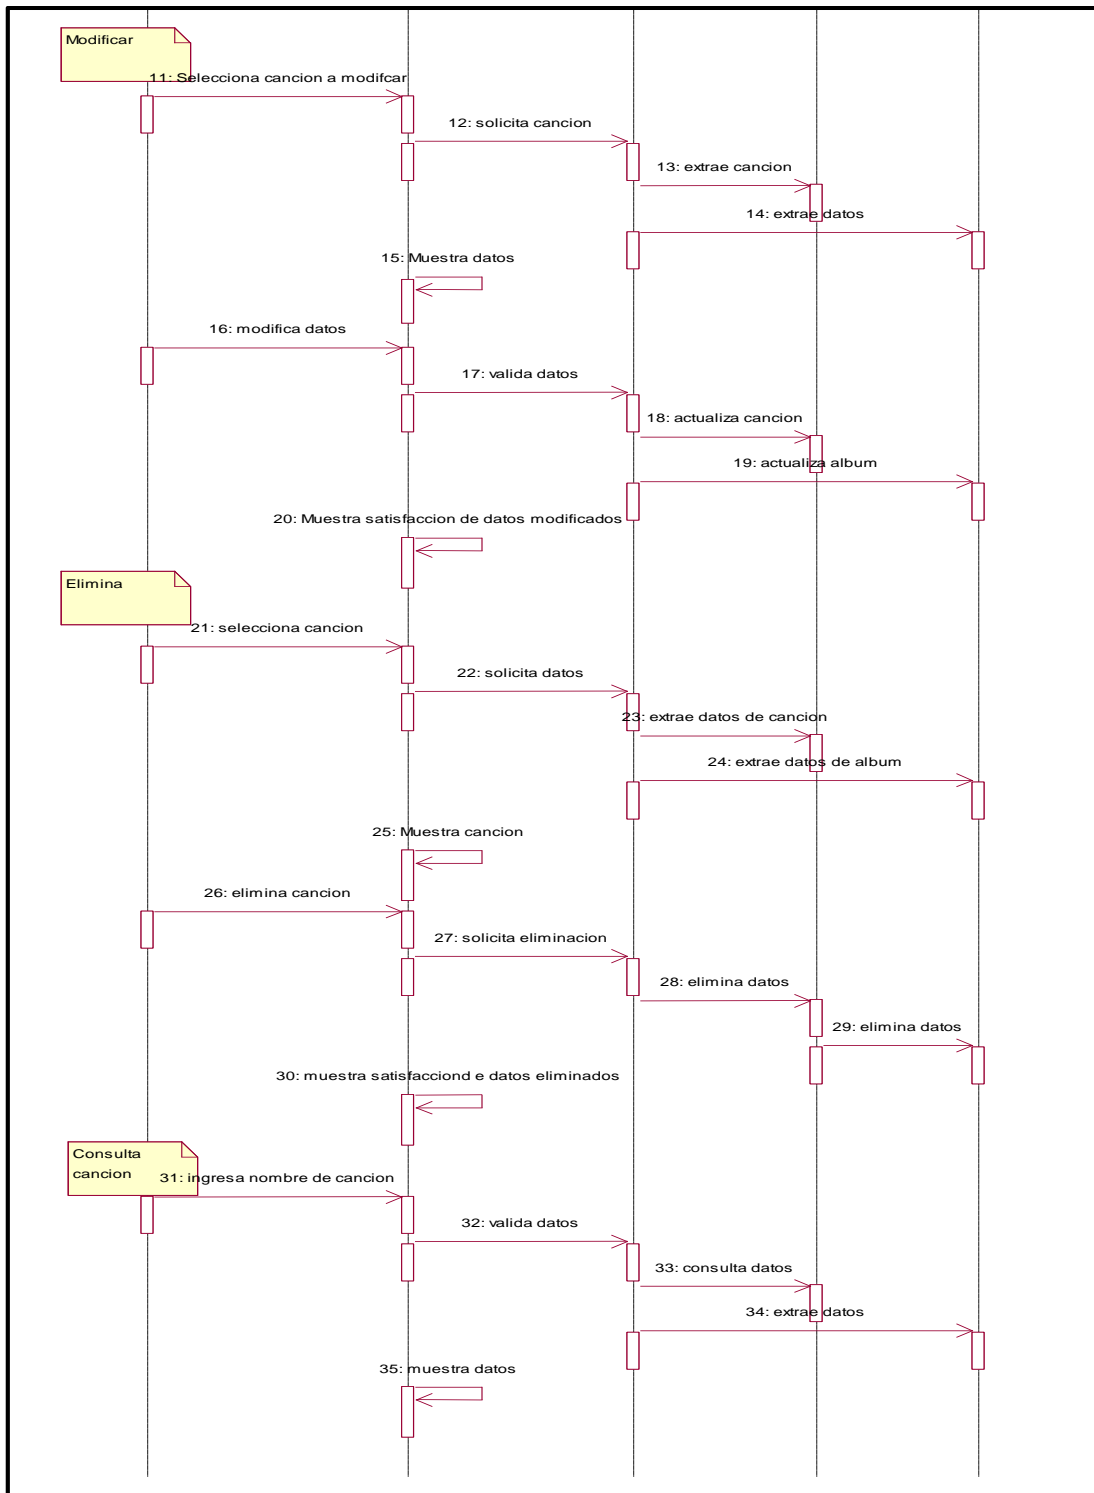 Modificar
11: Selecciona cancion a modifcar
12: solicita cancion
13: extrae cancion
14: extrae datos
15: Muestra datos
16: modifica datos
17: valida datos
18: actualiza cancion
19: actualiza album
20: Muestra satisfaccion de datos modificados
Elimina
21: selecciona cancion
22: solicita datos
23: extrae datos de cancion
24: extrae datos de album
25: Muestra cancion
26: elimina cancion
27: solicita eliminacion
28: elimina datos
29: elimina datos
30: muestra satisfacciond e datos eliminados
Consulta
cancion
31: ingresa nombre de cancion
32: valida datos
33: consulta datos
34: extrae datos
35: muestra datos